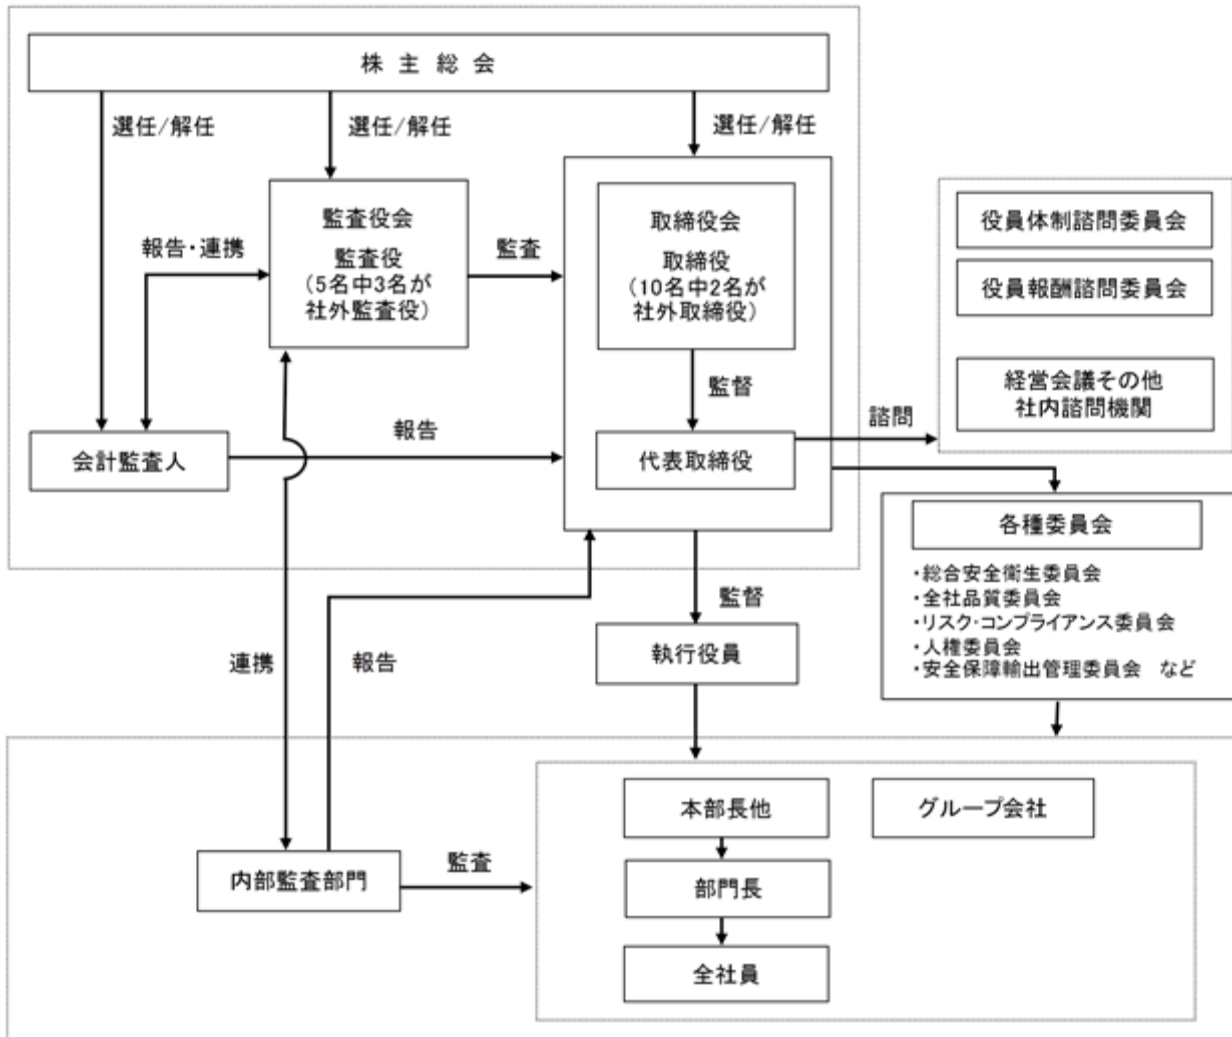 株 主 総 会
選任/解任
選任/解任
選任/解任
監査役会
監査役
(5名中3名が
社外監査役)
報告・連携
監査
取締役会
取締役
(10名中2名が
社外取締役)
監督
代表取締役
会計監査人
報告
諮問
役員体制諮問委員会
役員報酬諮問委員会
経営会議その他
社内諮問機関
各種委員会
・総合安全衛生委員会
・全社品質委員会
・リスク・コンプライアンス委員会
・人権委員会
・安全保障輸出管理委員会 など
監督
執行役員
連携
報告
内部監査部門
監査
本部長他
グループ会社
部門長
全社員